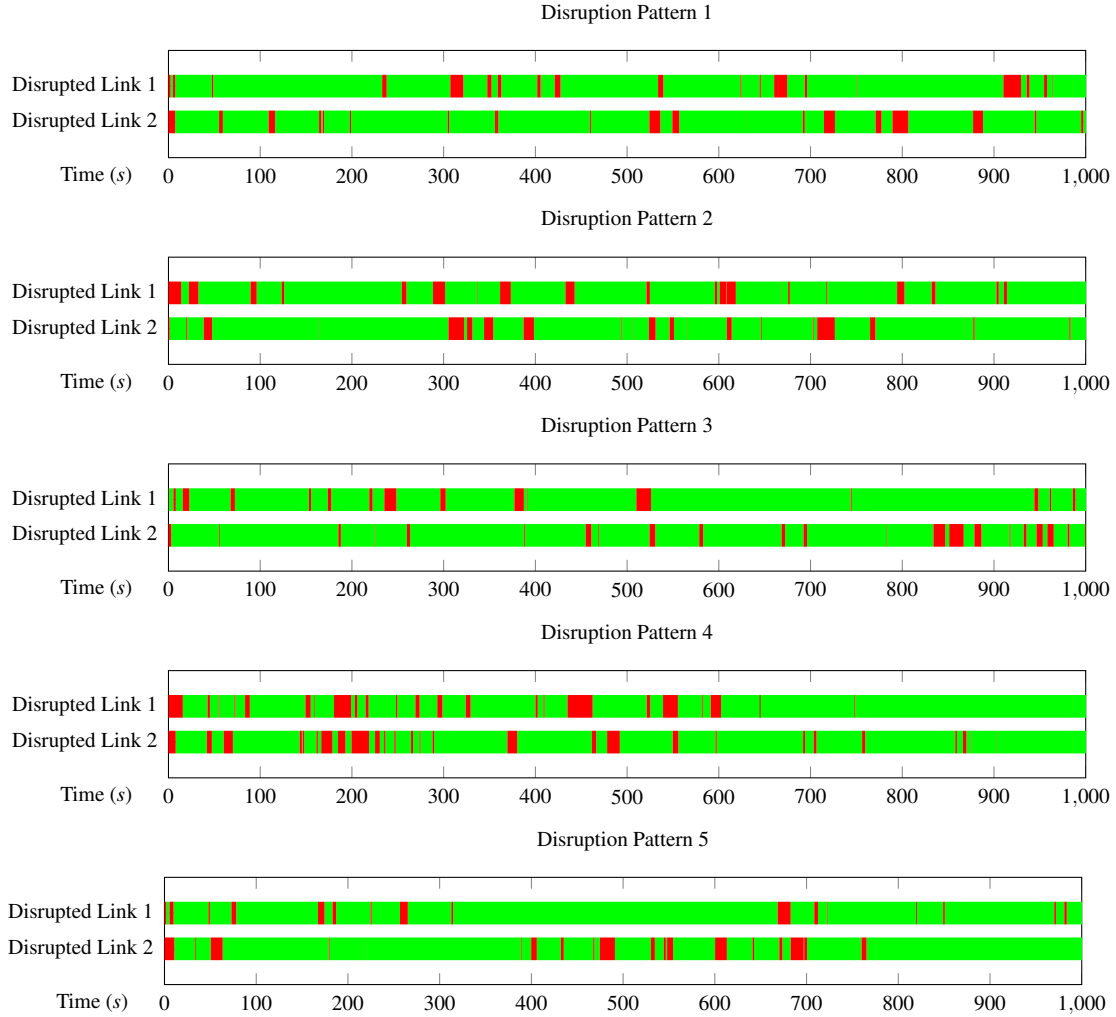 Disruption Pattern 1
Disrupted Link 1
Disrupted Link 2
Time (s) 0 100 200 300 400 500 600 700 800 900 1,000
Disruption Pattern 2
Disrupted Link 1
Disrupted Link 2
Time (s) 0 100 200 300 400 500 600 700 800 900 1,000
Disruption Pattern 3
Disrupted Link 1
Disrupted Link 2
Time (s) 0 100 200 300 400 500 600 700 800 900 1,000
Disruption Pattern 4
Disrupted Link 1
Disrupted Link 2
Time (s) 0 100 200 300 400 500 600 700 800 900 1,000
Disruption Pattern 5
Disrupted Link 1
Disrupted Link 2
Time (s) 0 100 200 300 400 500 600 700 800 900 1,000